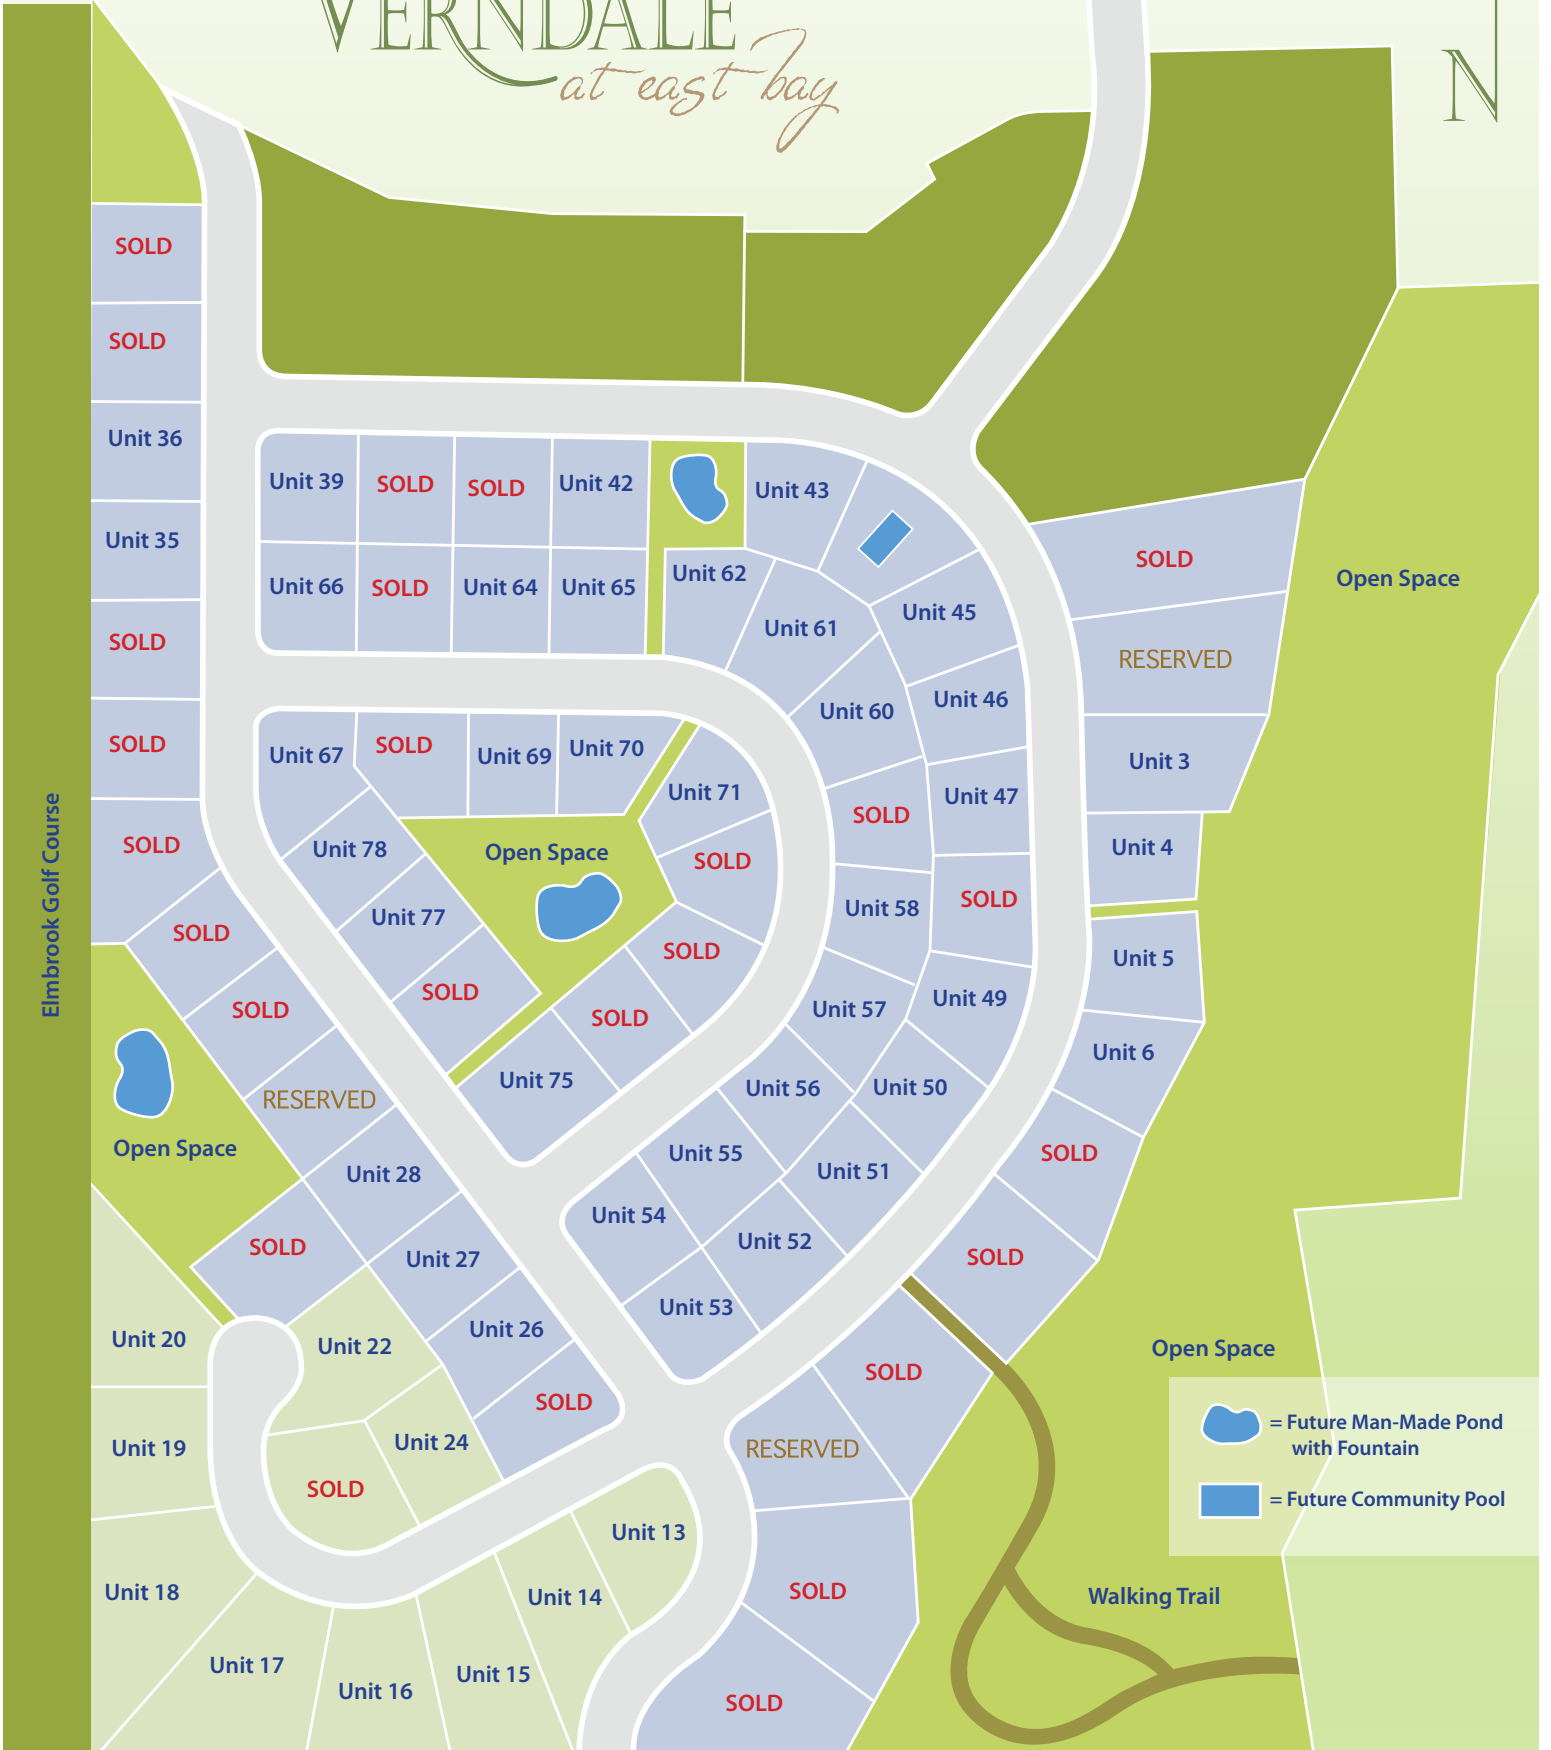 VERNDALE
at east bay
N
SOLD
SOLD
Unit 36
Unit 39
SOLD
SOLD
Unit 42
Unit 43
Unit 35
SOLD
Open Space
Unit 66
SOLD
Unit 64
Unit 65
Unit 62
Unit 61
Unit 45
SOLD
RESERVED
Unit 60
Unit 46
SOLD
Unit 67
SOLD
Unit 69
Unit 70
Unit 3
Unit 71
Unit 47
SOLD
SOLD
Unit 78
Open Space
SOLD
Unit 4
Elmbrook Golf Course
SOLD
Unit 77
Unit 58
SOLD
SOLD
Unit 5
SOLD
SOLD
Unit 57
Unit 49
SOLD
Unit 6
RESERVED
Unit 75
Unit 56
Unit 50
Open Space
Unit 28
Unit 55
Unit 51
SOLD
Unit 54
SOLD
Unit 27
Unit 52
SOLD
Unit 20
Unit 22
Unit 26
Unit 53
Open Space
SOLD
SOLD
Unit 19
Unit 24
RESERVED
= Future Man-Made Pond
with Fountain
SOLD
= Future Community Pool
Unit 13
Unit 18
Unit 14
SOLD
Walking Trail
Unit 17
Unit 16
Unit 15
SOLD